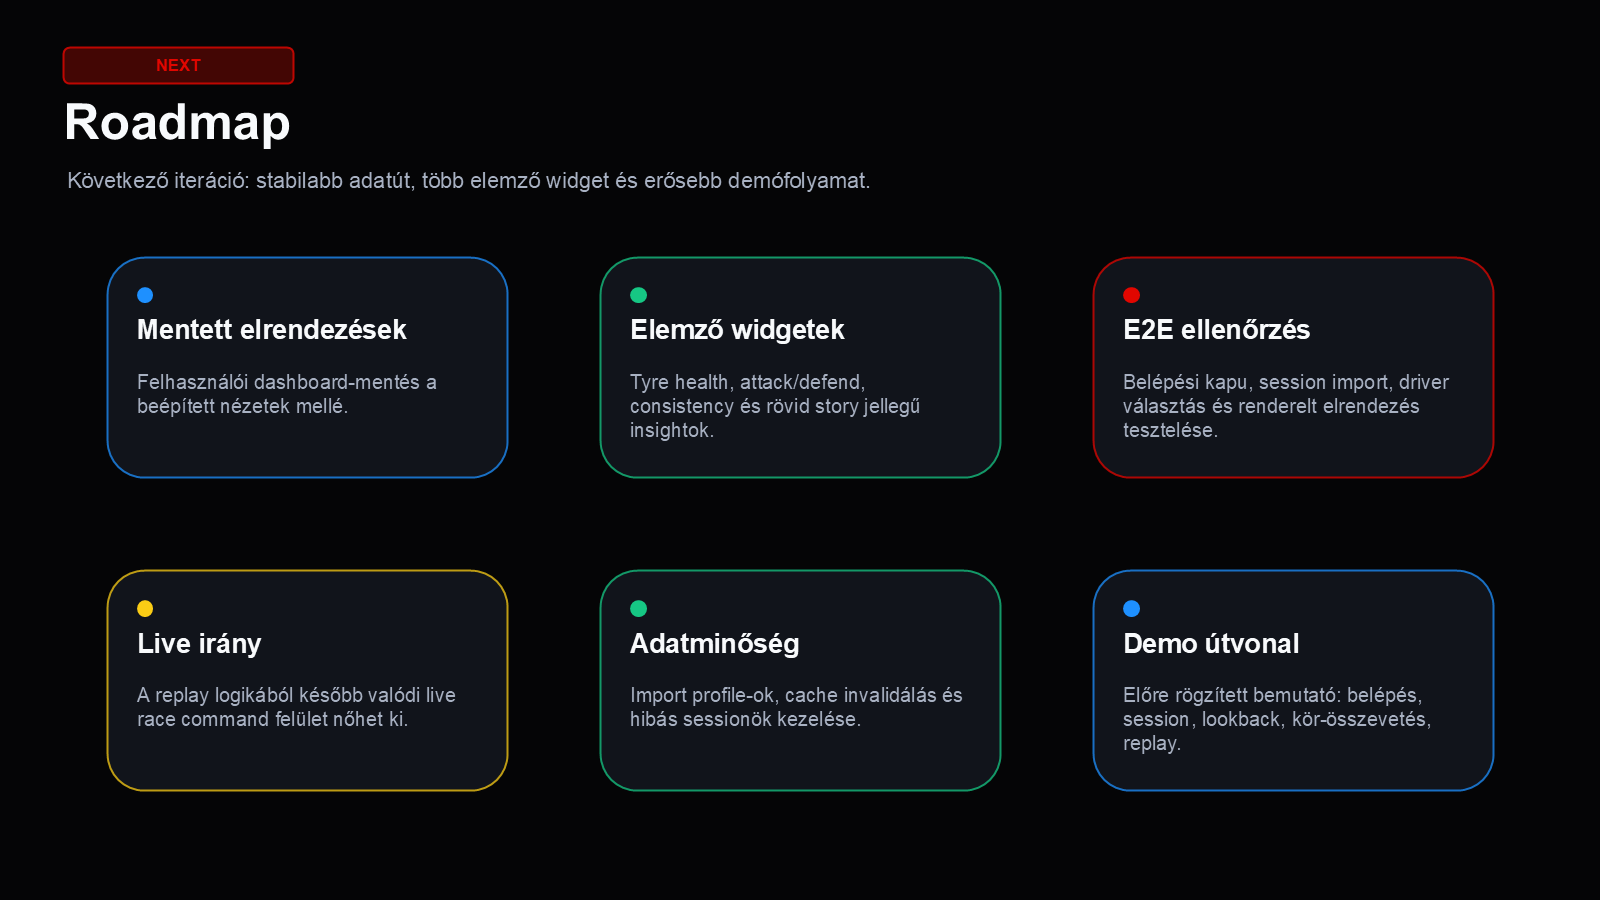 NEXT
Roadmap
Következő iteráció: stabilabb adatút, több elemző widget és erősebb demófolyamat.
Mentett elrendezések
Felhasználói dashboard-mentés a
beépített nézetek mellé.
Elemző widgetek
Tyre health, attack/defend,
consistency és rövid story jellegű
insightok.
E2E ellenőrzés
Belépési kapu, session import, driver
választás és renderelt elrendezés
tesztelése.
Live irány
A replay logikából később valódi live
race command felület nőhet ki.
Adatminőség
Import profile-ok, cache invalidálás és
hibás sessionök kezelése.
Demo útvonal
Előre rögzített bemutató: belépés,
session, lookback, kör-összevetés,
replay.